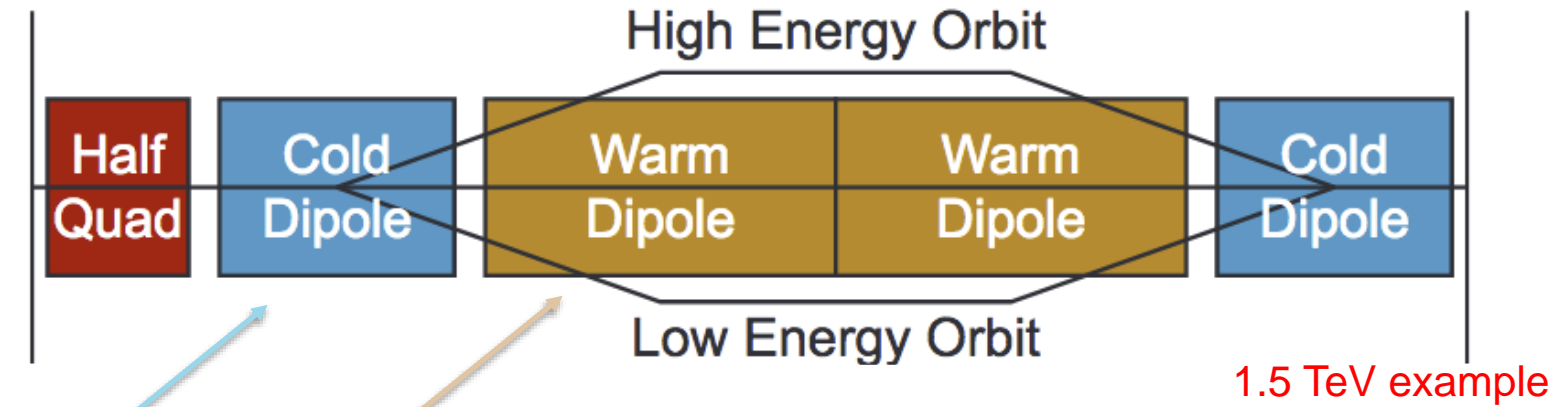 High Energy Orbit
Half Quad
Cold Dipole
Warm Dipole
Warm Dipole
Cold Dipole
Low Energy Orbit
1.5 TeV example